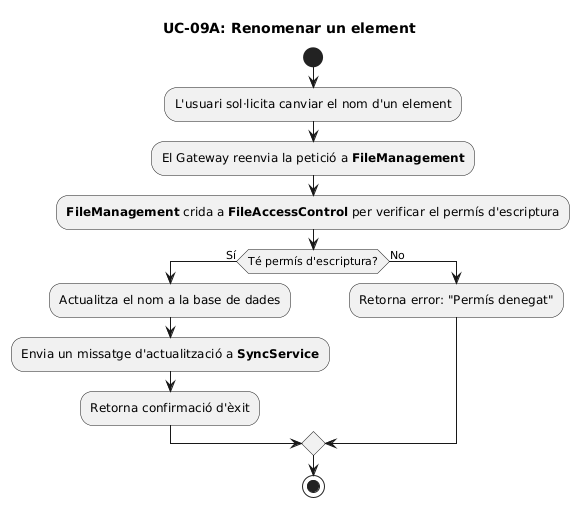 UC-09A: Renomenar un element
L'usuari sol·licita canviar el nom d'un element
El Gateway reenvia la petició a FileManagement
FileManagement crida a FileAccessControl per verificar el permís d'escriptura
Té permís d'escriptura?
Sí
No
Actualitza el nom a la base de dades
Retorna error: "Permís denegat"
Envia un missatge d'actualització a SyncService
Retorna confirmació d'èxit